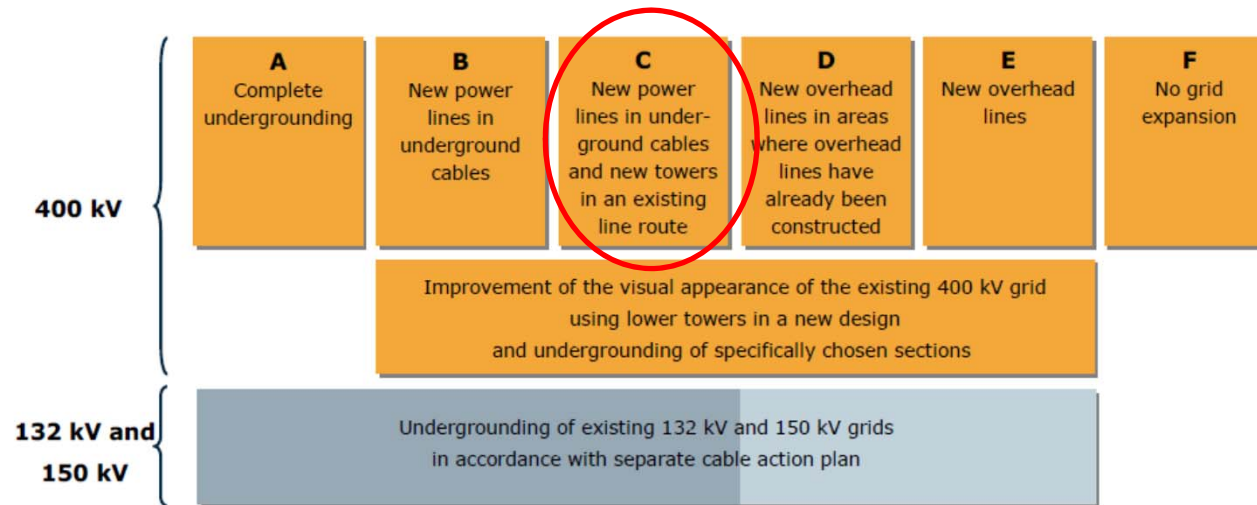 400 kV
A
Complete
undergrounding
B
New power
lines in
underground
cables
C
New power
lines in under-
ground cables
and new towers
in an existing
line route
D
New overhead
lines in areas
where overhead
lines have
already been
constructed
E
New overhead
lines
F
No grid
expansion
Improvement of the visual appearance of the existing 400 kV grid
using lower towers in a new design
and undergrounding of specifically chosen sections
132 kV and
150 kV
Undergrounding of existing 132 kV and 150 kV grids
in accordance with separate cable action plan